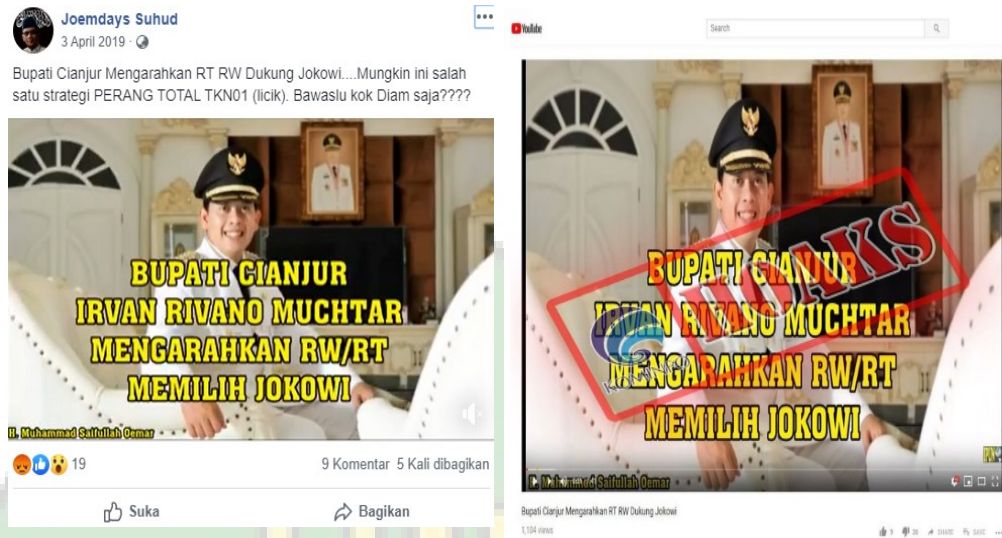 Joemdays Suhud
3 April 2019
Bupati Cianjur Mengarahkan RT RW Dukung Jokowi....Mungkin ini salah
satu strategi PERANG TOTAL TKN01 (licik). Bawaslu kok Diam saja????
BUPATI CIANJUR
IRVAN RIVANO MUCHTAR
MENGARAHKAN RW/RT
MEMILIH JOKOWI
H. Muhammad Saifullah Oemar
19
9 Komentar 5 Kali dibagikan
Suka
Bagikan
YouTube
Search
BUPATI CIANJUR
IRVAN RIVANO MUCHTAR
MENGARAHKAN RW/RT
MEMILIH JOKOWI
HOAKS
KOMINFO
H. Muhammad Saifullah Oemar
Bupati Cianjur Mengarahkan RT RW Dukung Jokowi
1,104 views
SHARE
SAVE